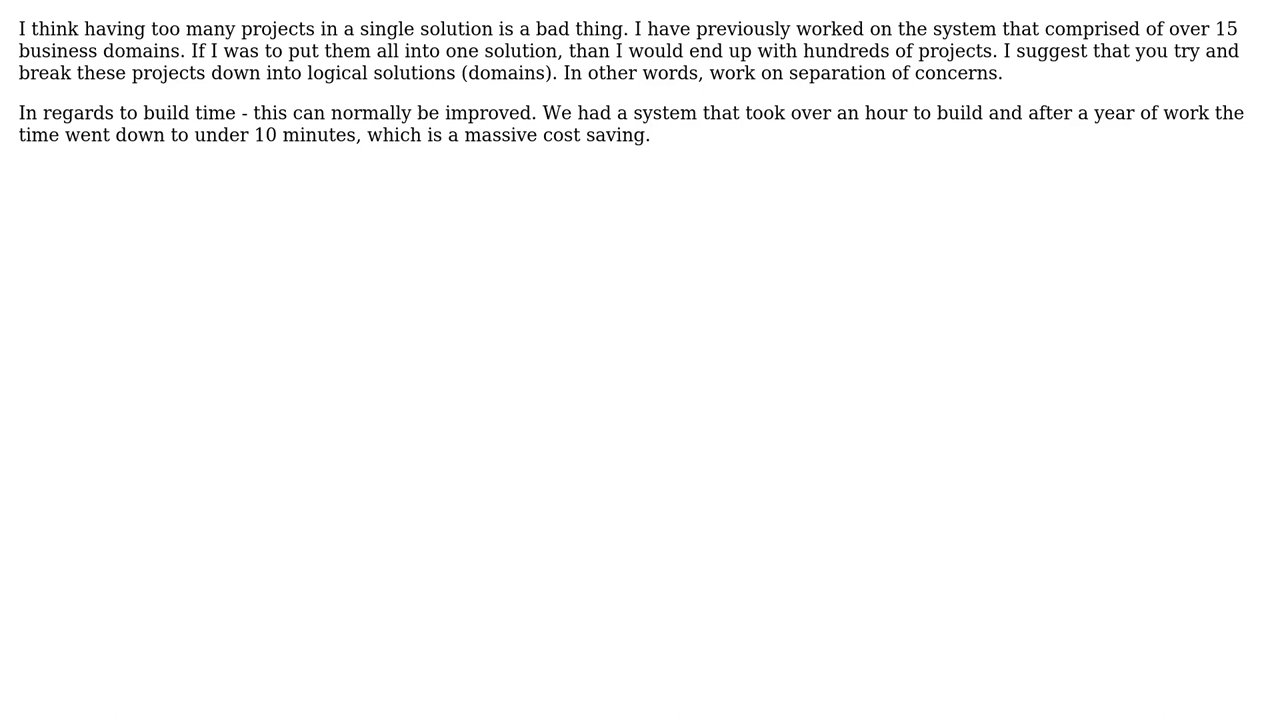 I think having too many projects in a single solution is a bad thing. I have previously worked on the system that comprised of over 15
business domains. If I was to put them all into one solution, than I would end up with hundreds of projects. I suggest that you try and
break these projects down into logical solutions (domains). In other words, work on separation of concerns.
In regards to build time - this can normally be improved. We had a system that took over an hour to build and after a year of work the
time went down to under 10 minutes, which is a massive cost saving.